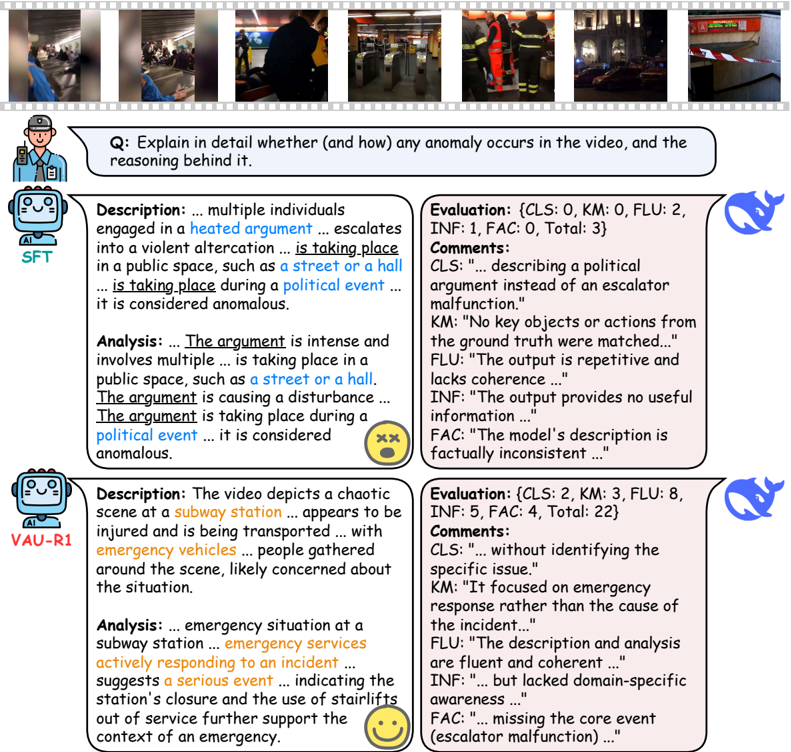 Q: Explain in detail whether (and how) any anomaly occurs in the video, and the
reasoning behind it.
AI
SFT
Description: ... multiple individuals
engaged in a heated argument ... escalates
into a violent altercation ... is taking place
in a public space, such as a street or a hall
... is taking place during a political event ...
it is considered anomalous.
Analysis: ... The argument is intense and
involves multiple ... is taking place in a
public space, such as a street or a hall.
The argument is causing a disturbance ...
The argument is taking place during a
political event ... it is considered
anomalous.
Evaluation: {CLS: 0, KM: 0, FLU: 2,
INF: 1, FAC: 0, Total: 3}
Comments:
CLS: "... describing a political
argument instead of an escalator
malfunction."
KM: "No key objects or actions from
the ground truth were matched..."
FLU: "The output is repetitive and
lacks coherence ..."
INF: "The output provides no useful
information ..."
FAC: "The model's description is
factually inconsistent ..."
AI
VAU-R1
Description: The video depicts a chaotic
scene at a subway station ... appears to be
injured and is being transported ... with
emergency vehicles ... people gathered
around the scene, likely concerned about
the situation.
Analysis: ... emergency situation at a
subway station ... emergency services
actively responding to an incident ...
suggests a serious event ... indicating the
station's closure and the use of stairlifts
out of service further support the
context of an emergency.
Evaluation: {CLS: 2, KM: 3, FLU: 8,
INF: 5, FAC: 4, Total: 22}
Comments:
CLS: "... without identifying the
specific issue."
KM: "It focused on emergency
response rather than the cause of
the incident..."
FLU: "The description and analysis
are fluent and coherent ..."
INF: "... but lacked domain-specific
awareness ..."
FAC: "... missing the core event
(escalator malfunction) ..."